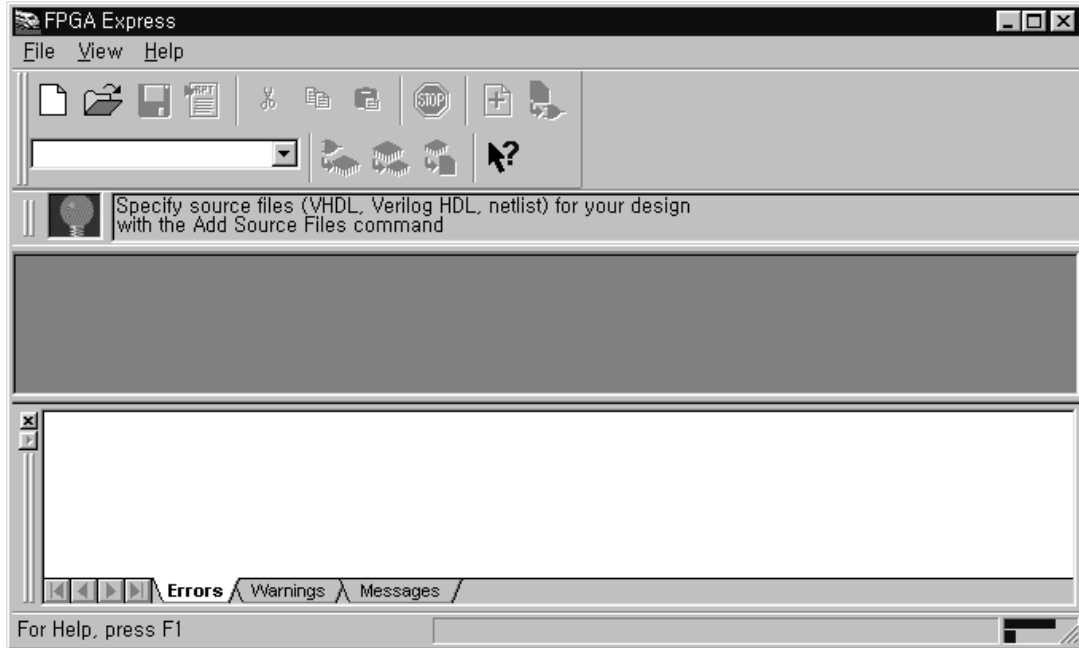 FPGA Express
File View Help
RPT
STOP
Specify source files (VHDL, Verilog HDL, netlist) for your design
with the Add Source Files command
Errors Warnings Messages
For Help, press F1